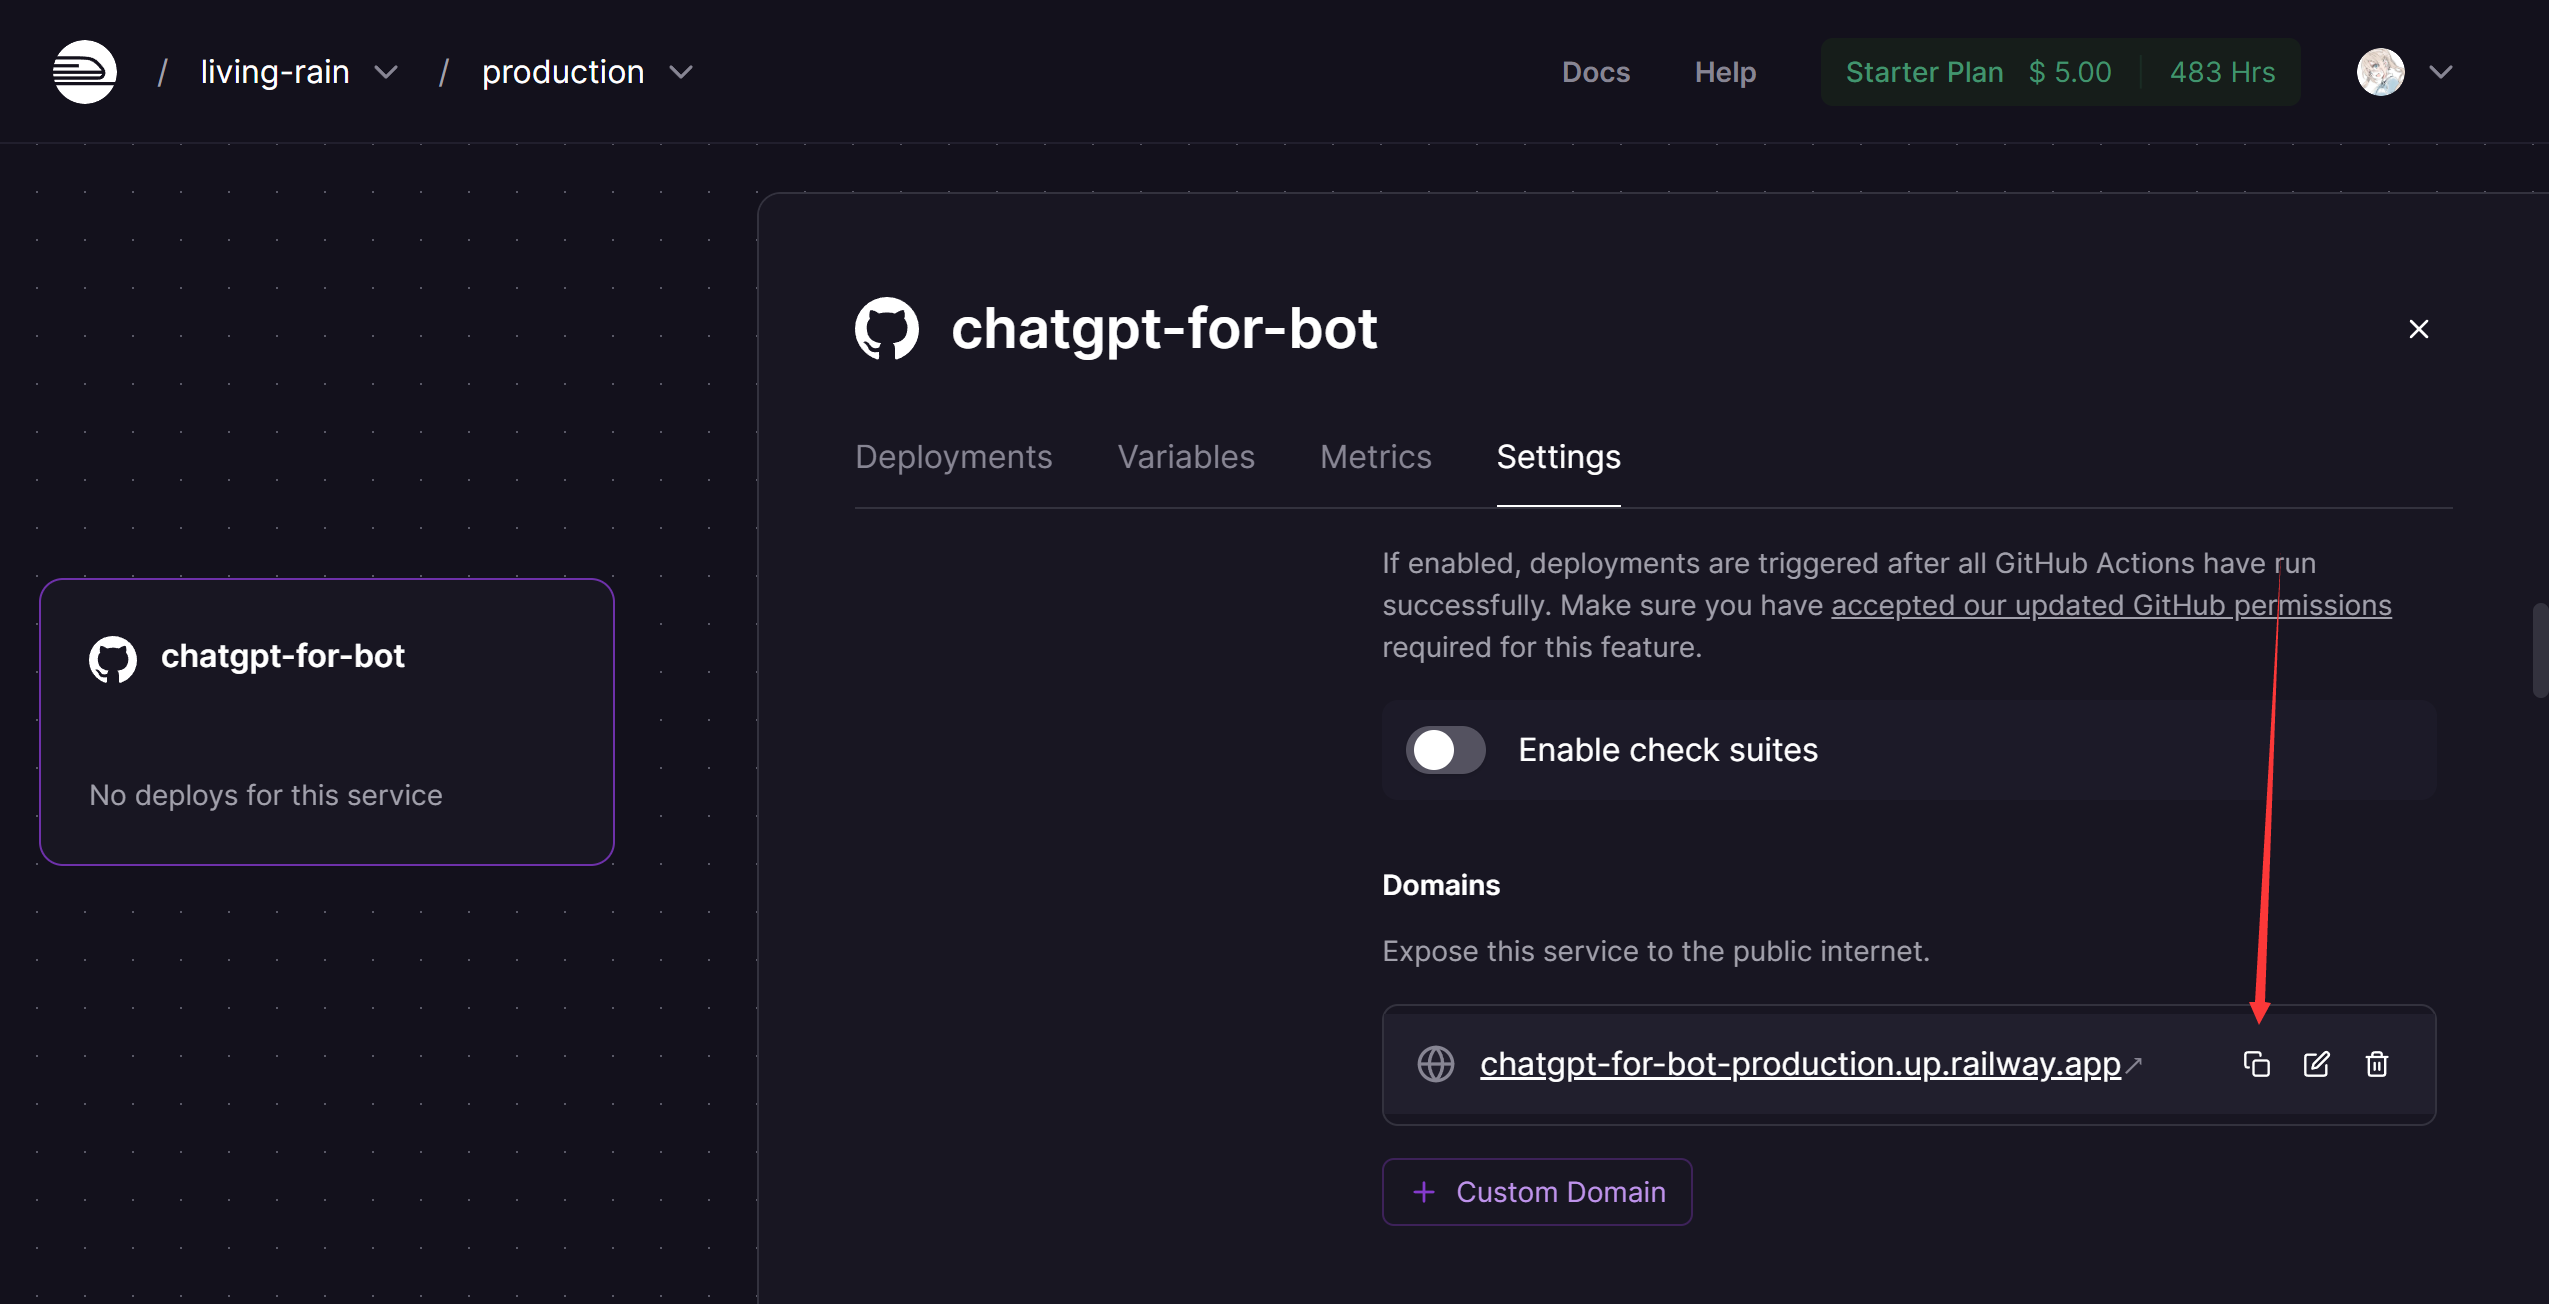 / living-rain / production Docs Help Starter Plan $ 5.00 483 Hrs
chatgpt-for-bot
Deployments Variables Metrics Settings
If enabled, deployments are triggered after all GitHub Actions have run
successfully. Make sure you have accepted our updated GitHub permissions
required for this feature.
chatgpt-for-bot
No deploys for this service
Enable check suites
Domains
Expose this service to the public internet.
chatgpt-for-bot-production.up.railway.app
+ Custom Domain